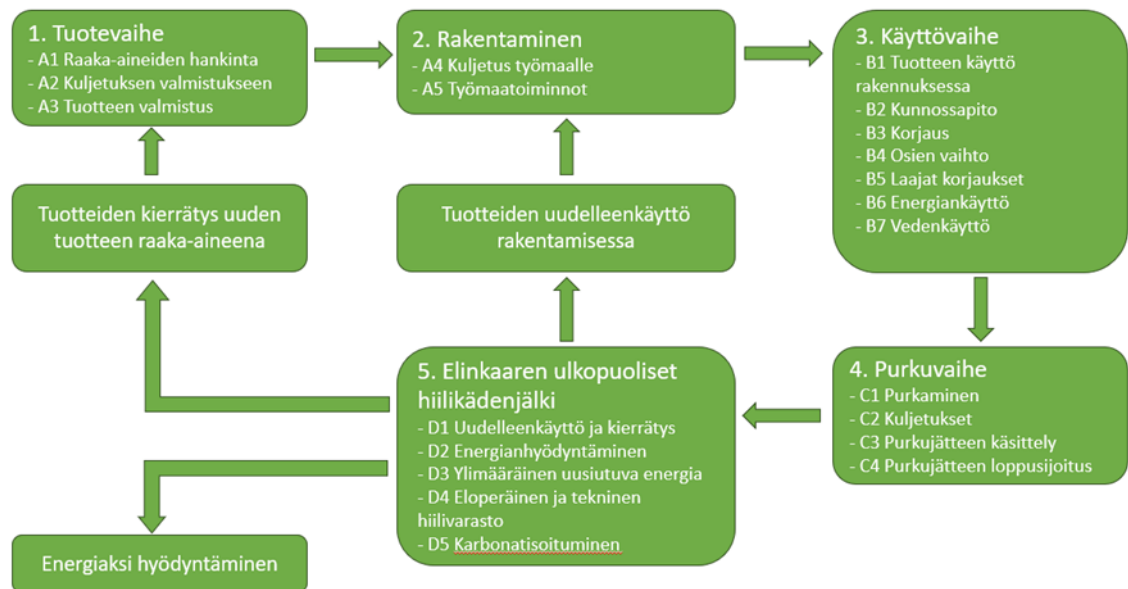 1. Tuotevaihe
- A1 Raaka-aineiden hankinta
- A2 Kuljetuksen valmistukseen
- A3 Tuotteen valmistus
2. Rakentaminen
- A4 Kuljetus työmaalle
- A5 Työmaatoiminnot
3. Käyttövaihe
- B1 Tuotteen käyttö
rakennuksessa
- B2 Kunnossapito
- B3 Korjaus
- B4 Osien vaihto
- B5 Laajat korjaukset
- B6 Energiankäyttö
- B7 Vedenkäyttö
Tuotteiden kierrätys uuden
tuotteen raaka-aineena
Tuotteiden uudelleenkäyttö
rakentamisessa
4. Purkuvaihe
- C1 Purkaminen
- C2 Kuljetukset
- C3 Purkujätteen käsittely
- C4 Purkujätteen loppusijoitus
5. Elinkaaren ulkopuoliset
hiilikädenjälki
- D1 Uudelleenkäyttö ja kierrätys
- D2 Energianhyödyntäminen
- D3 Ylimääräinen uusiutuva energia
- D4 Eloperäinen ja tekninen
hiilivarasto
- D5 Karbonatisoituminen
Energiaksi hyödyntäminen